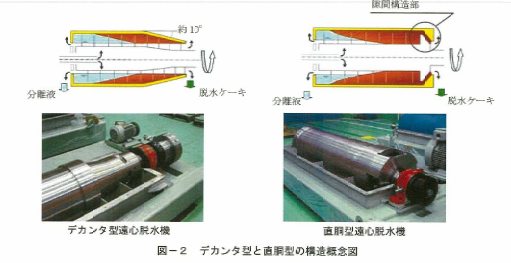 隙間構造部
約10°
分離液
脱水ケーキ
分離液
脱水ケーキ
デカンタ型遠心脱水機
直胴型遠心脱水機
図－２ デカンタ型と直胴型の構造概念図